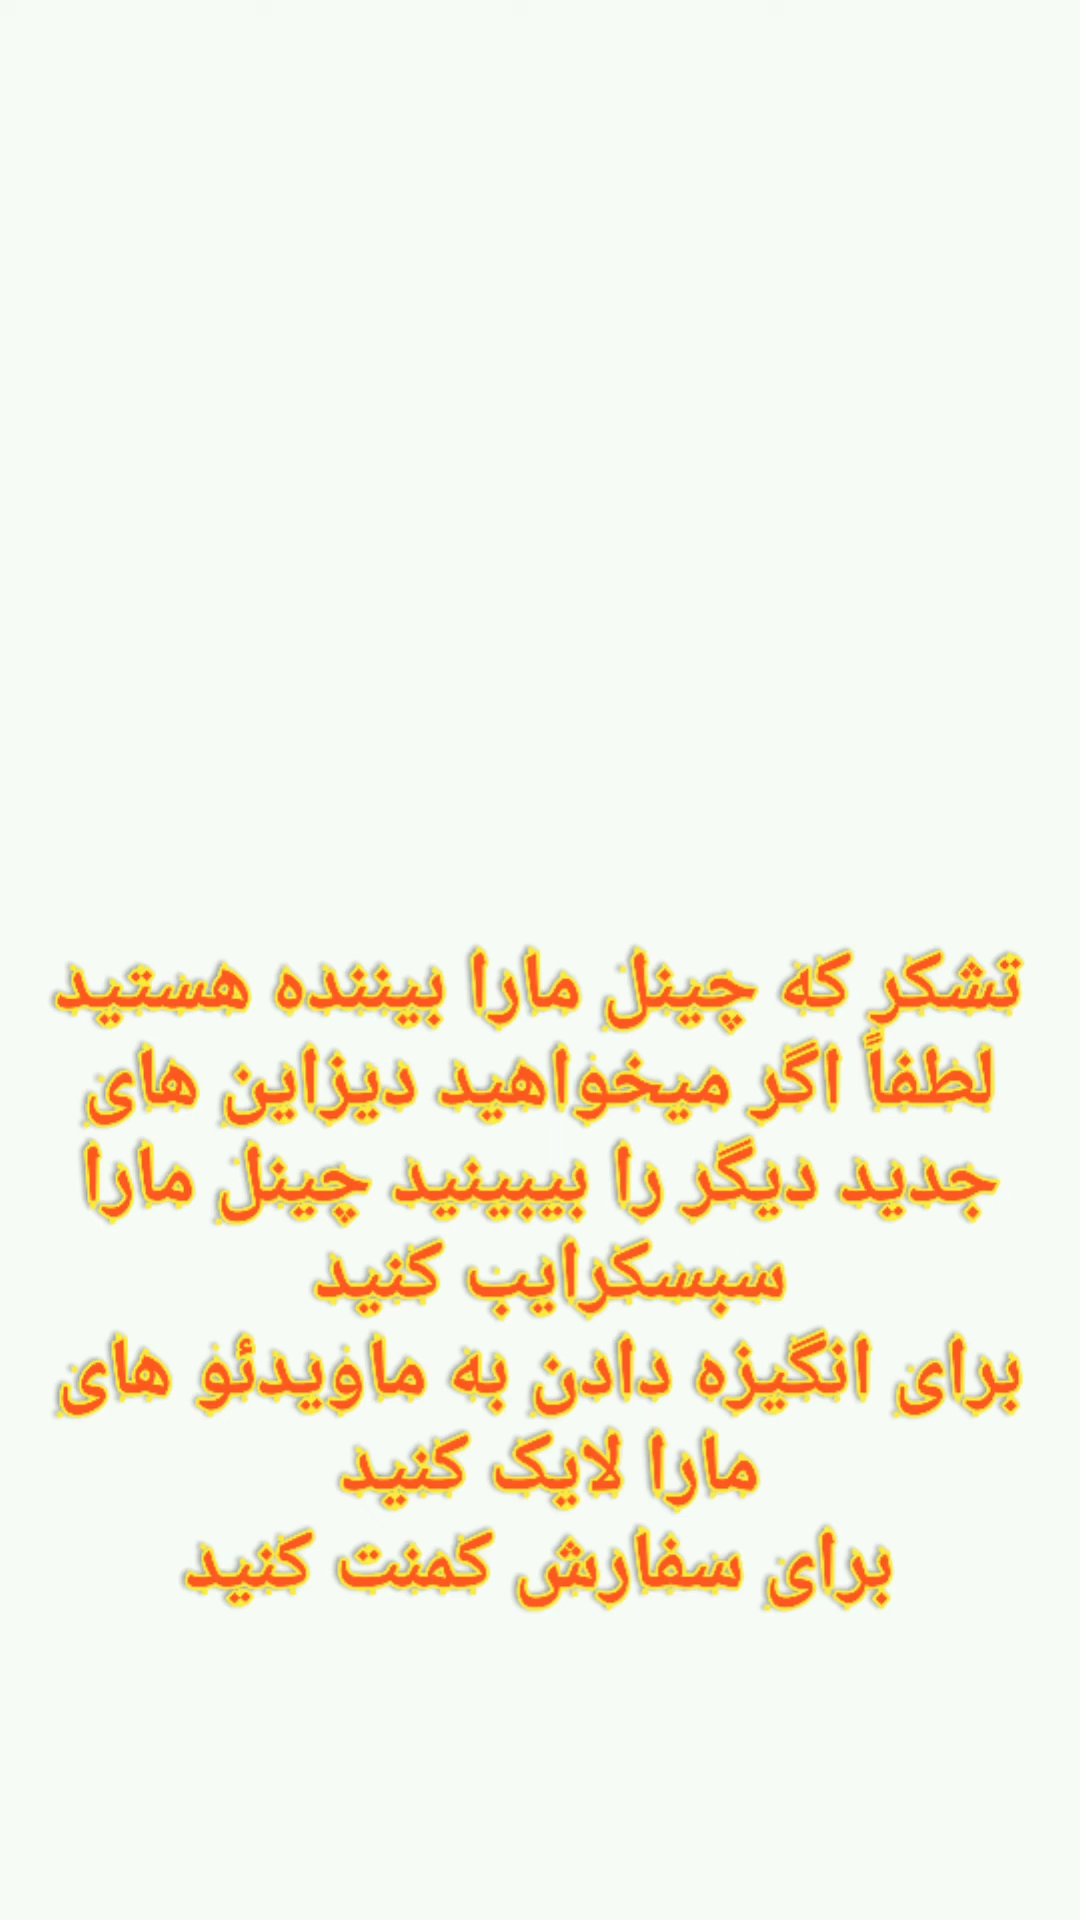 تشکر که چینل مارا بیننده هستید
لطفاً اگر میخواهید دیزاین های
جدید دیگر را بیبینید چینل مارا
سبسکرایب کنید
برای انگیزه دادن به ماویدئو های
مارا لایک کنید
برای سفارش کمنت کنید